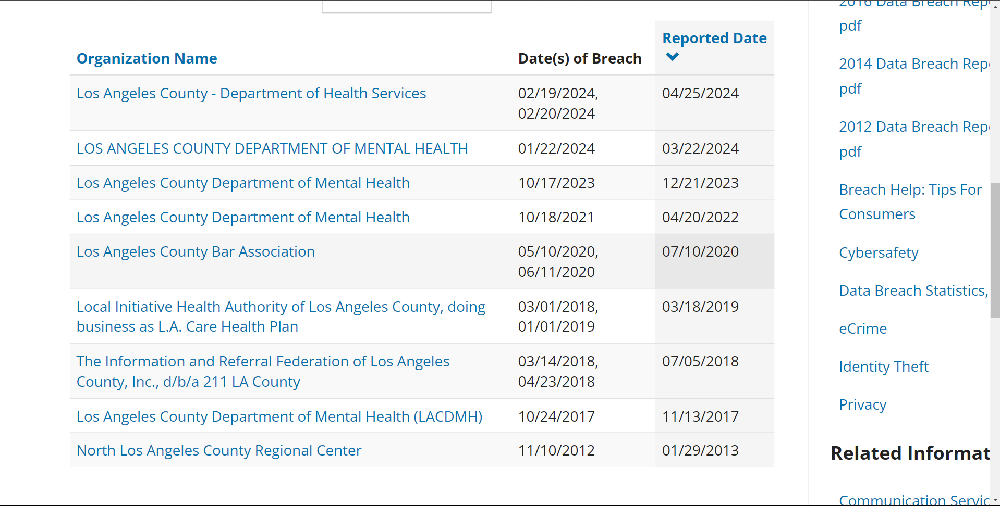 Organization Name
Date(s) of Breach
Reported Date
Los Angeles County - Department of Health Services
02/19/2024,
02/20/2024
04/25/2024
LOS ANGELES COUNTY DEPARTMENT OF MENTAL HEALTH
01/22/2024
03/22/2024
Los Angeles County Department of Mental Health
10/17/2023
12/21/2023
Los Angeles County Department of Mental Health
10/18/2021
04/20/2022
Los Angeles County Bar Association
05/10/2020,
06/11/2020
07/10/2020
Local Initiative Health Authority of Los Angeles County, doing
business as L.A. Care Health Plan
03/01/2018,
01/01/2019
03/18/2019
The Information and Referral Federation of Los Angeles
County, Inc., d/b/a 211 LA County
03/14/2018,
04/23/2018
07/05/2018
Los Angeles County Department of Mental Health (LACDMH)
10/24/2017
11/13/2017
North Los Angeles County Regional Center
11/10/2012
01/29/2013
2016 Data Breach Rep
pdf
2014 Data Breach Rep
pdf
2012 Data Breach Rep
pdf
Breach Help: Tips For
Consumers
Cybersafety
Data Breach Statistics,
eCrime
Identity Theft
Privacy
Related Informat
Communication Servic